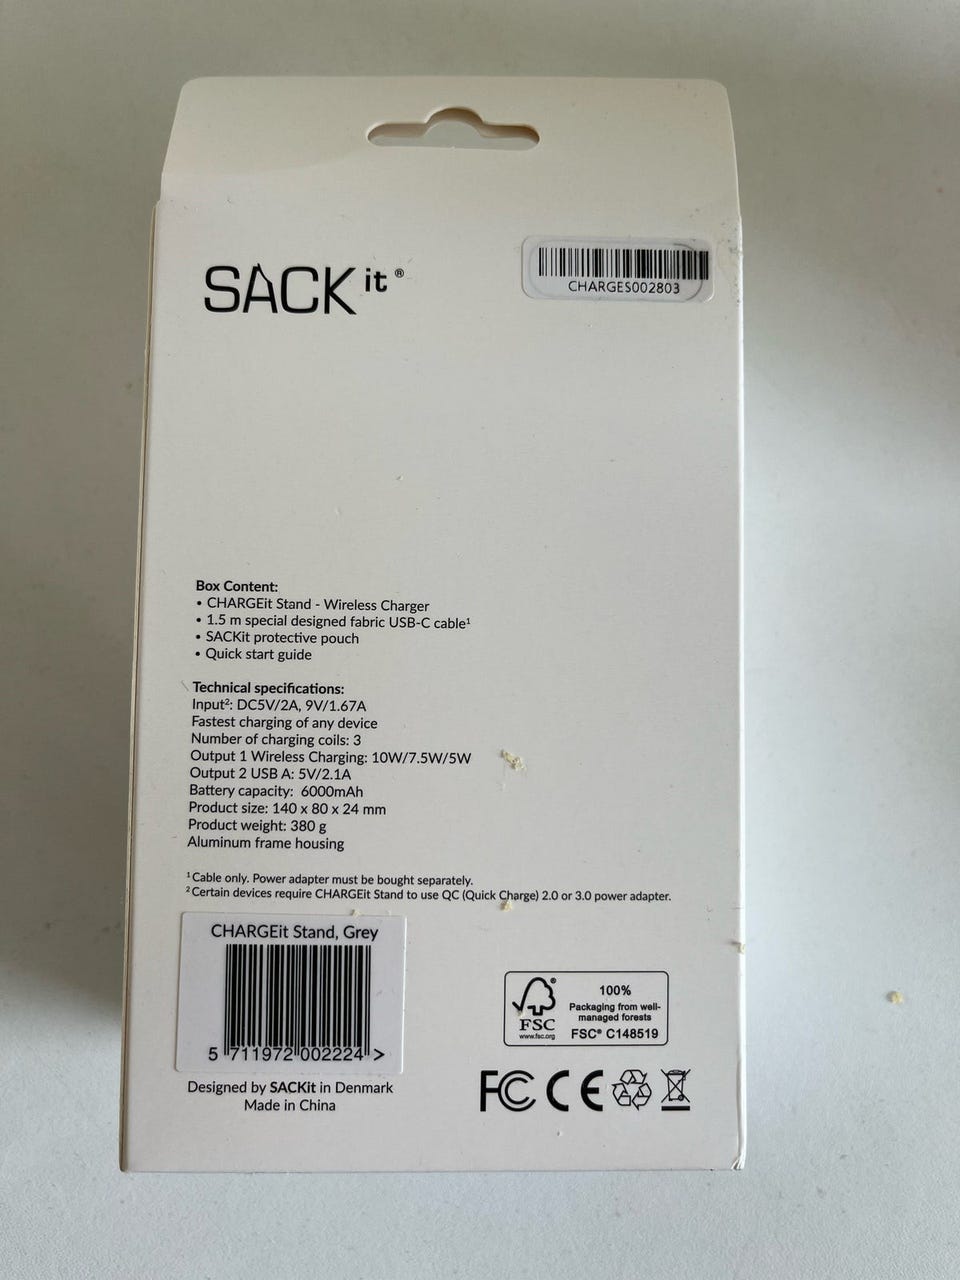 SACKit®
CHARGES002803
Box Content:
• CHARGEit Stand - Wireless Charger
• 1.5 m special designed fabric USB-C cable¹
• SACKit protective pouch
• Quick start guide
Technical specifications:
Input²: DC5V/2A, 9V/1.67A
Fastest charging of any device
Number of charging coils: 3
Output 1 Wireless Charging: 10W/7.5W/5W
Output 2 USB A: 5V/2.1A
Battery capacity: 6000mAh
Product size: 140 x 80 x 24 mm
Product weight: 380 g
Aluminum frame housing
¹ Cable only. Power adapter must be bought separately.
² Certain devices require CHARGEit Stand to use QC (Quick Charge) 2.0 or 3.0 power adapter.
CHARGEit Stand, Grey
5 711972 002224 >
Designed by SACKit in Denmark
Made in China
FSC®
www.fsc.org
100%
Packaging from well-
managed forests
FSC® C148519
FC CE